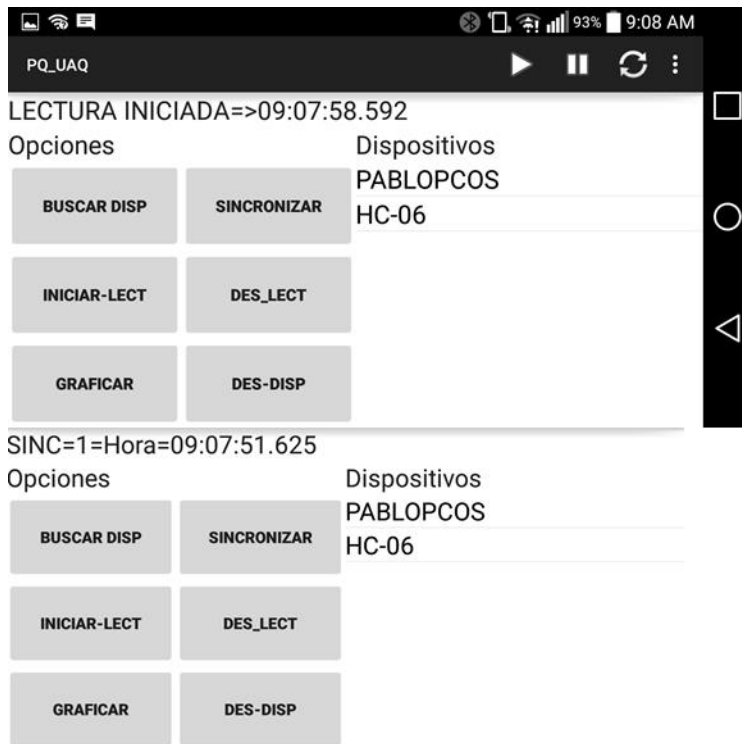 93% 9:08 AM
PQ_UAQ
LECTURA INICIADA=>09:07:58.592
Opciones Dispositivos
PABLOPCOS
BUSCAR DISP SINCRONIZAR
HC-06
INICIAR-LECT DES_LECT
GRAFICAR DES-DISP
SINC=1=Hora=09:07:51.625
Opciones Dispositivos
PABLOPCOS
BUSCAR DISP SINCRONIZAR
HC-06
INICIAR-LECT DES_LECT
GRAFICAR DES-DISP